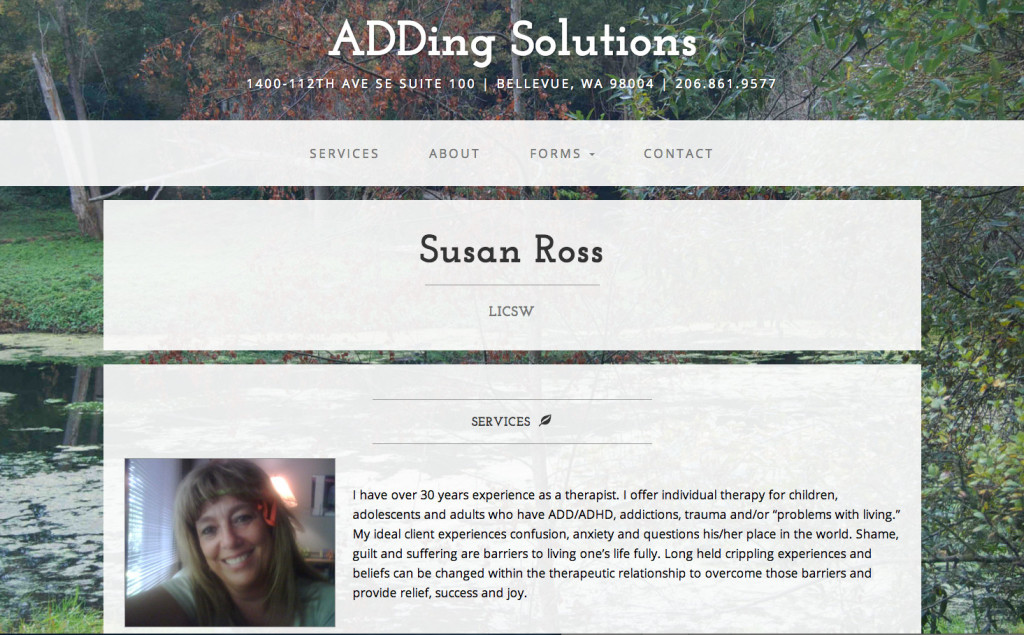 ADDing Solutions
1400-112TH AVE SE SUITE 100 | BELLEVUE, WA 98004 | 206.861.9577
SERVICES ABOUT FORMS CONTACT
Susan Ross
LICSW
SERVICES
I have over 30 years experience as a therapist. I offer individual therapy for children,
adolescents and adults who have ADD/ADHD, addictions, trauma and/or “problems with living.”
My ideal client experiences confusion, anxiety and questions his/her place in the world. Shame,
guilt and suffering are barriers to living one’s life fully. Long held crippling experiences and
beliefs can be changed within the therapeutic relationship to overcome those barriers and
provide relief, success and joy.